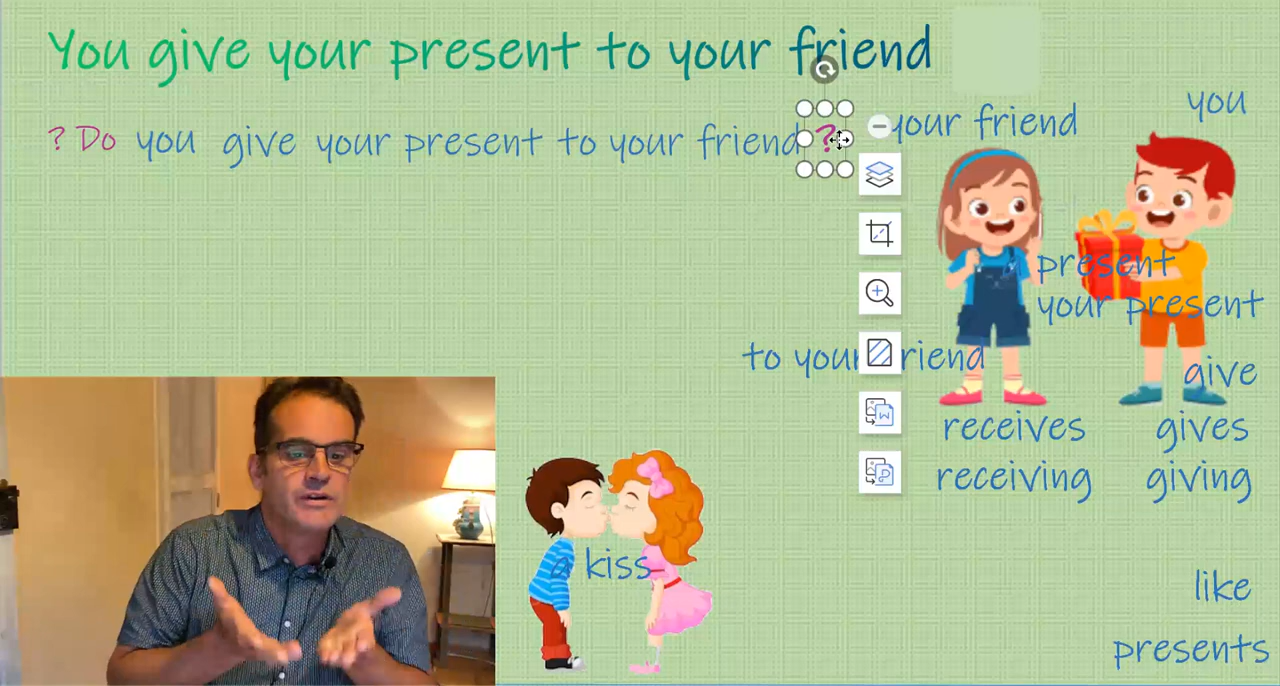 You give your present to your friend
? Do you give your present to your friend ?
your friend
you
a present
your present
to your friend
give
receives
gives
receiving
giving
a kiss
like
presents